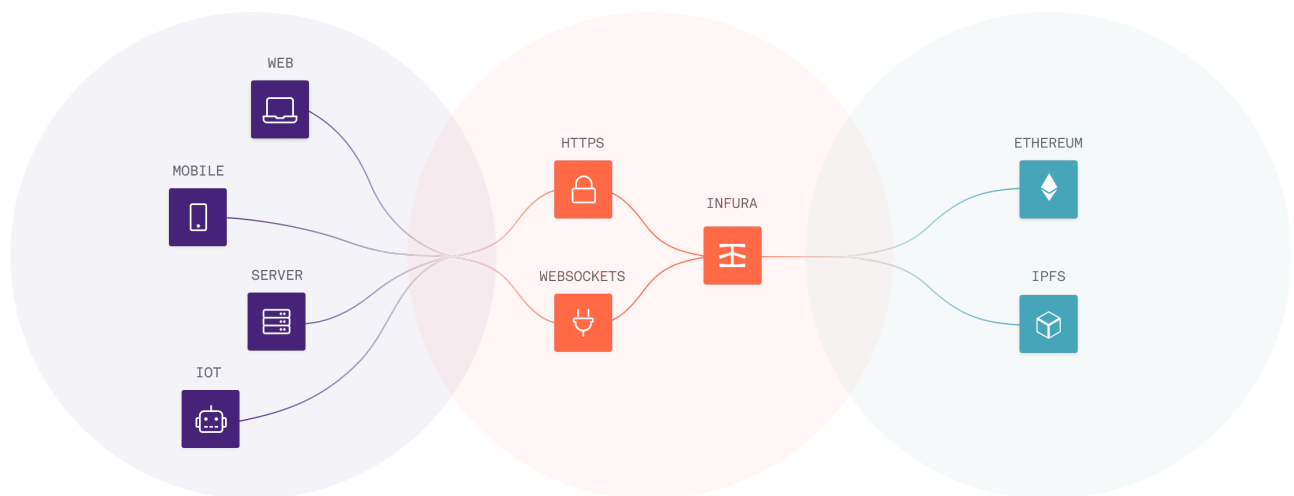 WEB
MOBILE
SERVER
IOT
HTTPS
WEBSOCKETS
INFURA
ETHEREUM
IPFS